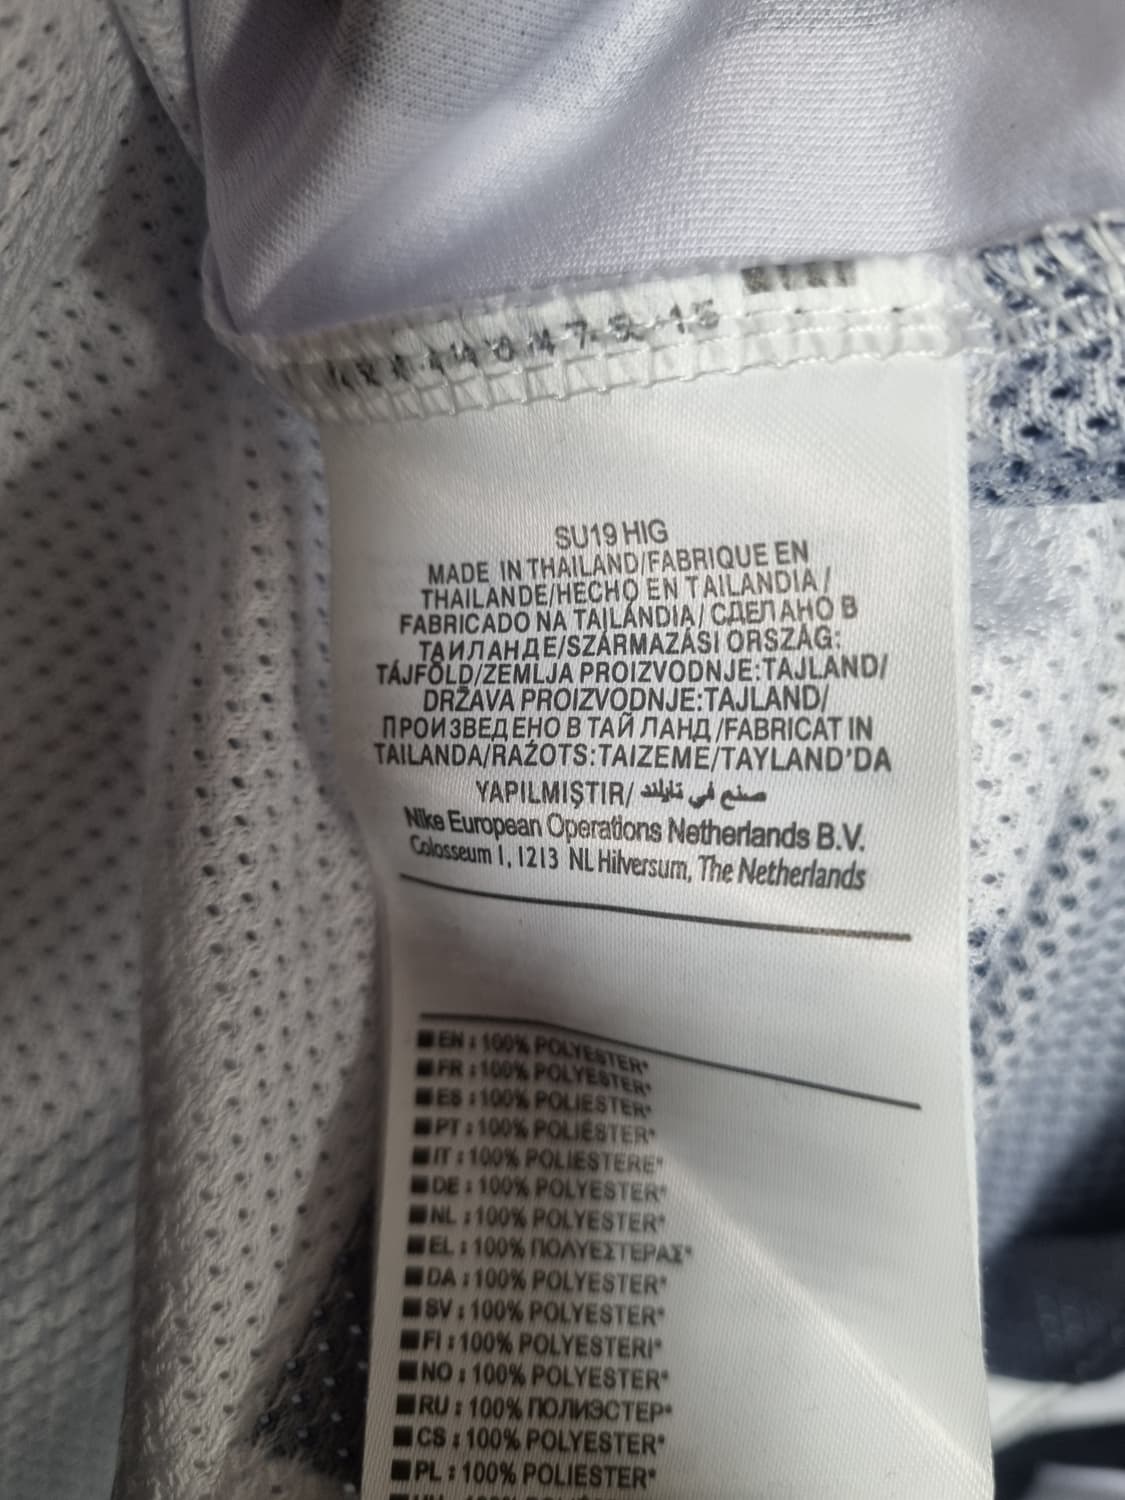 SU19 HIG
MADE IN THAILAND/FABRIQUE EN
THAILANDE/HECHO EN TAILANDIA/
FABRICADO NA TAILÁNDIA/СДЕЛАНО В
ТАИЛАНДЕ/SZÁRMAZÁSI ORSZÁG:
TÁJFÖLD/ZEMLJA PROIZVODNJE:TAJLAND/
DRŽAVA PROIZVODNJE:TAJLAND/
ПРОИЗВЕДЕНО В ТАЙЛАНД/FABRICAT IN
TAILANDA/RAŽOTS:TAIZEME/TAYLAND'DA
YAPILMIŞTIR/ صنع في تايلند
Nike European Operations Netherlands B.V.
Colosseum 1, 1213 NL Hilversum, The Netherlands
EN : 100% POLYESTER*
FR : 100% POLYESTER*
ES : 100% POLIESTER*
PT : 100% POLIÉSTER*
IT : 100% POLIESTERE*
DE : 100% POLYESTER*
NL : 100% POLYESTER*
EL : 100% ΠΟΛΥΕΣΤΕΡΑΣ*
DA : 100% POLYESTER*
SV : 100% POLYESTER*
FI : 100% POLYESTERI*
NO : 100% POLYESTER*
RU : 100% ПОЛИЭСТЕР*
CS : 100% POLYESTER*
PL : 100% POLIESTER*